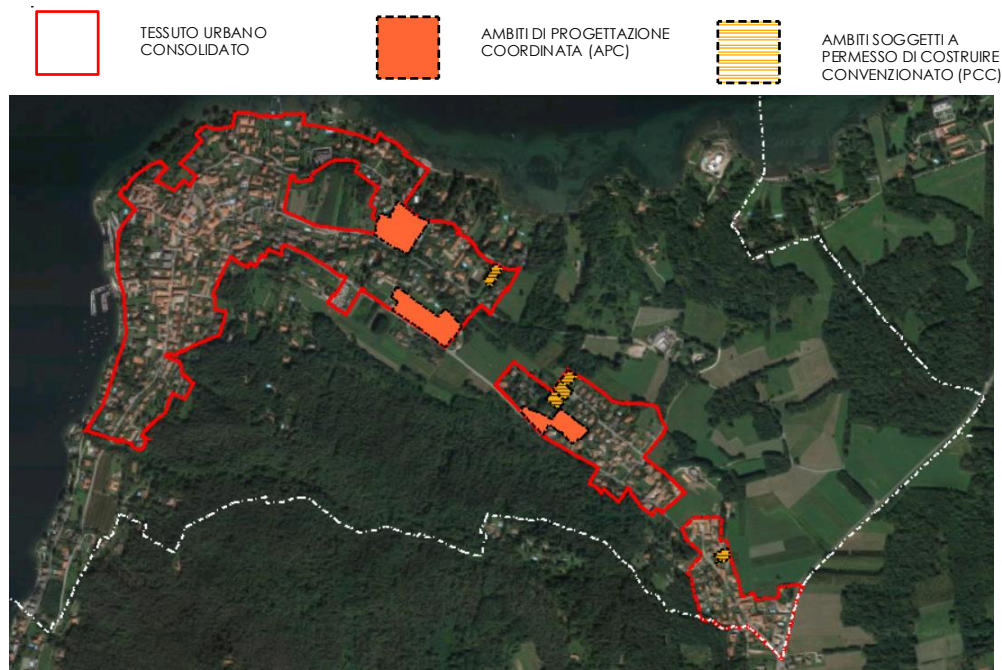 TESSUTO URBANO
CONSOLIDATO
AMBITI DI PROGETTAZIONE
COORDINATA (APC)
AMBITI SOGGETTI A
PERMESSO DI COSTRUIRE
CONVENZIONATO (PCC)